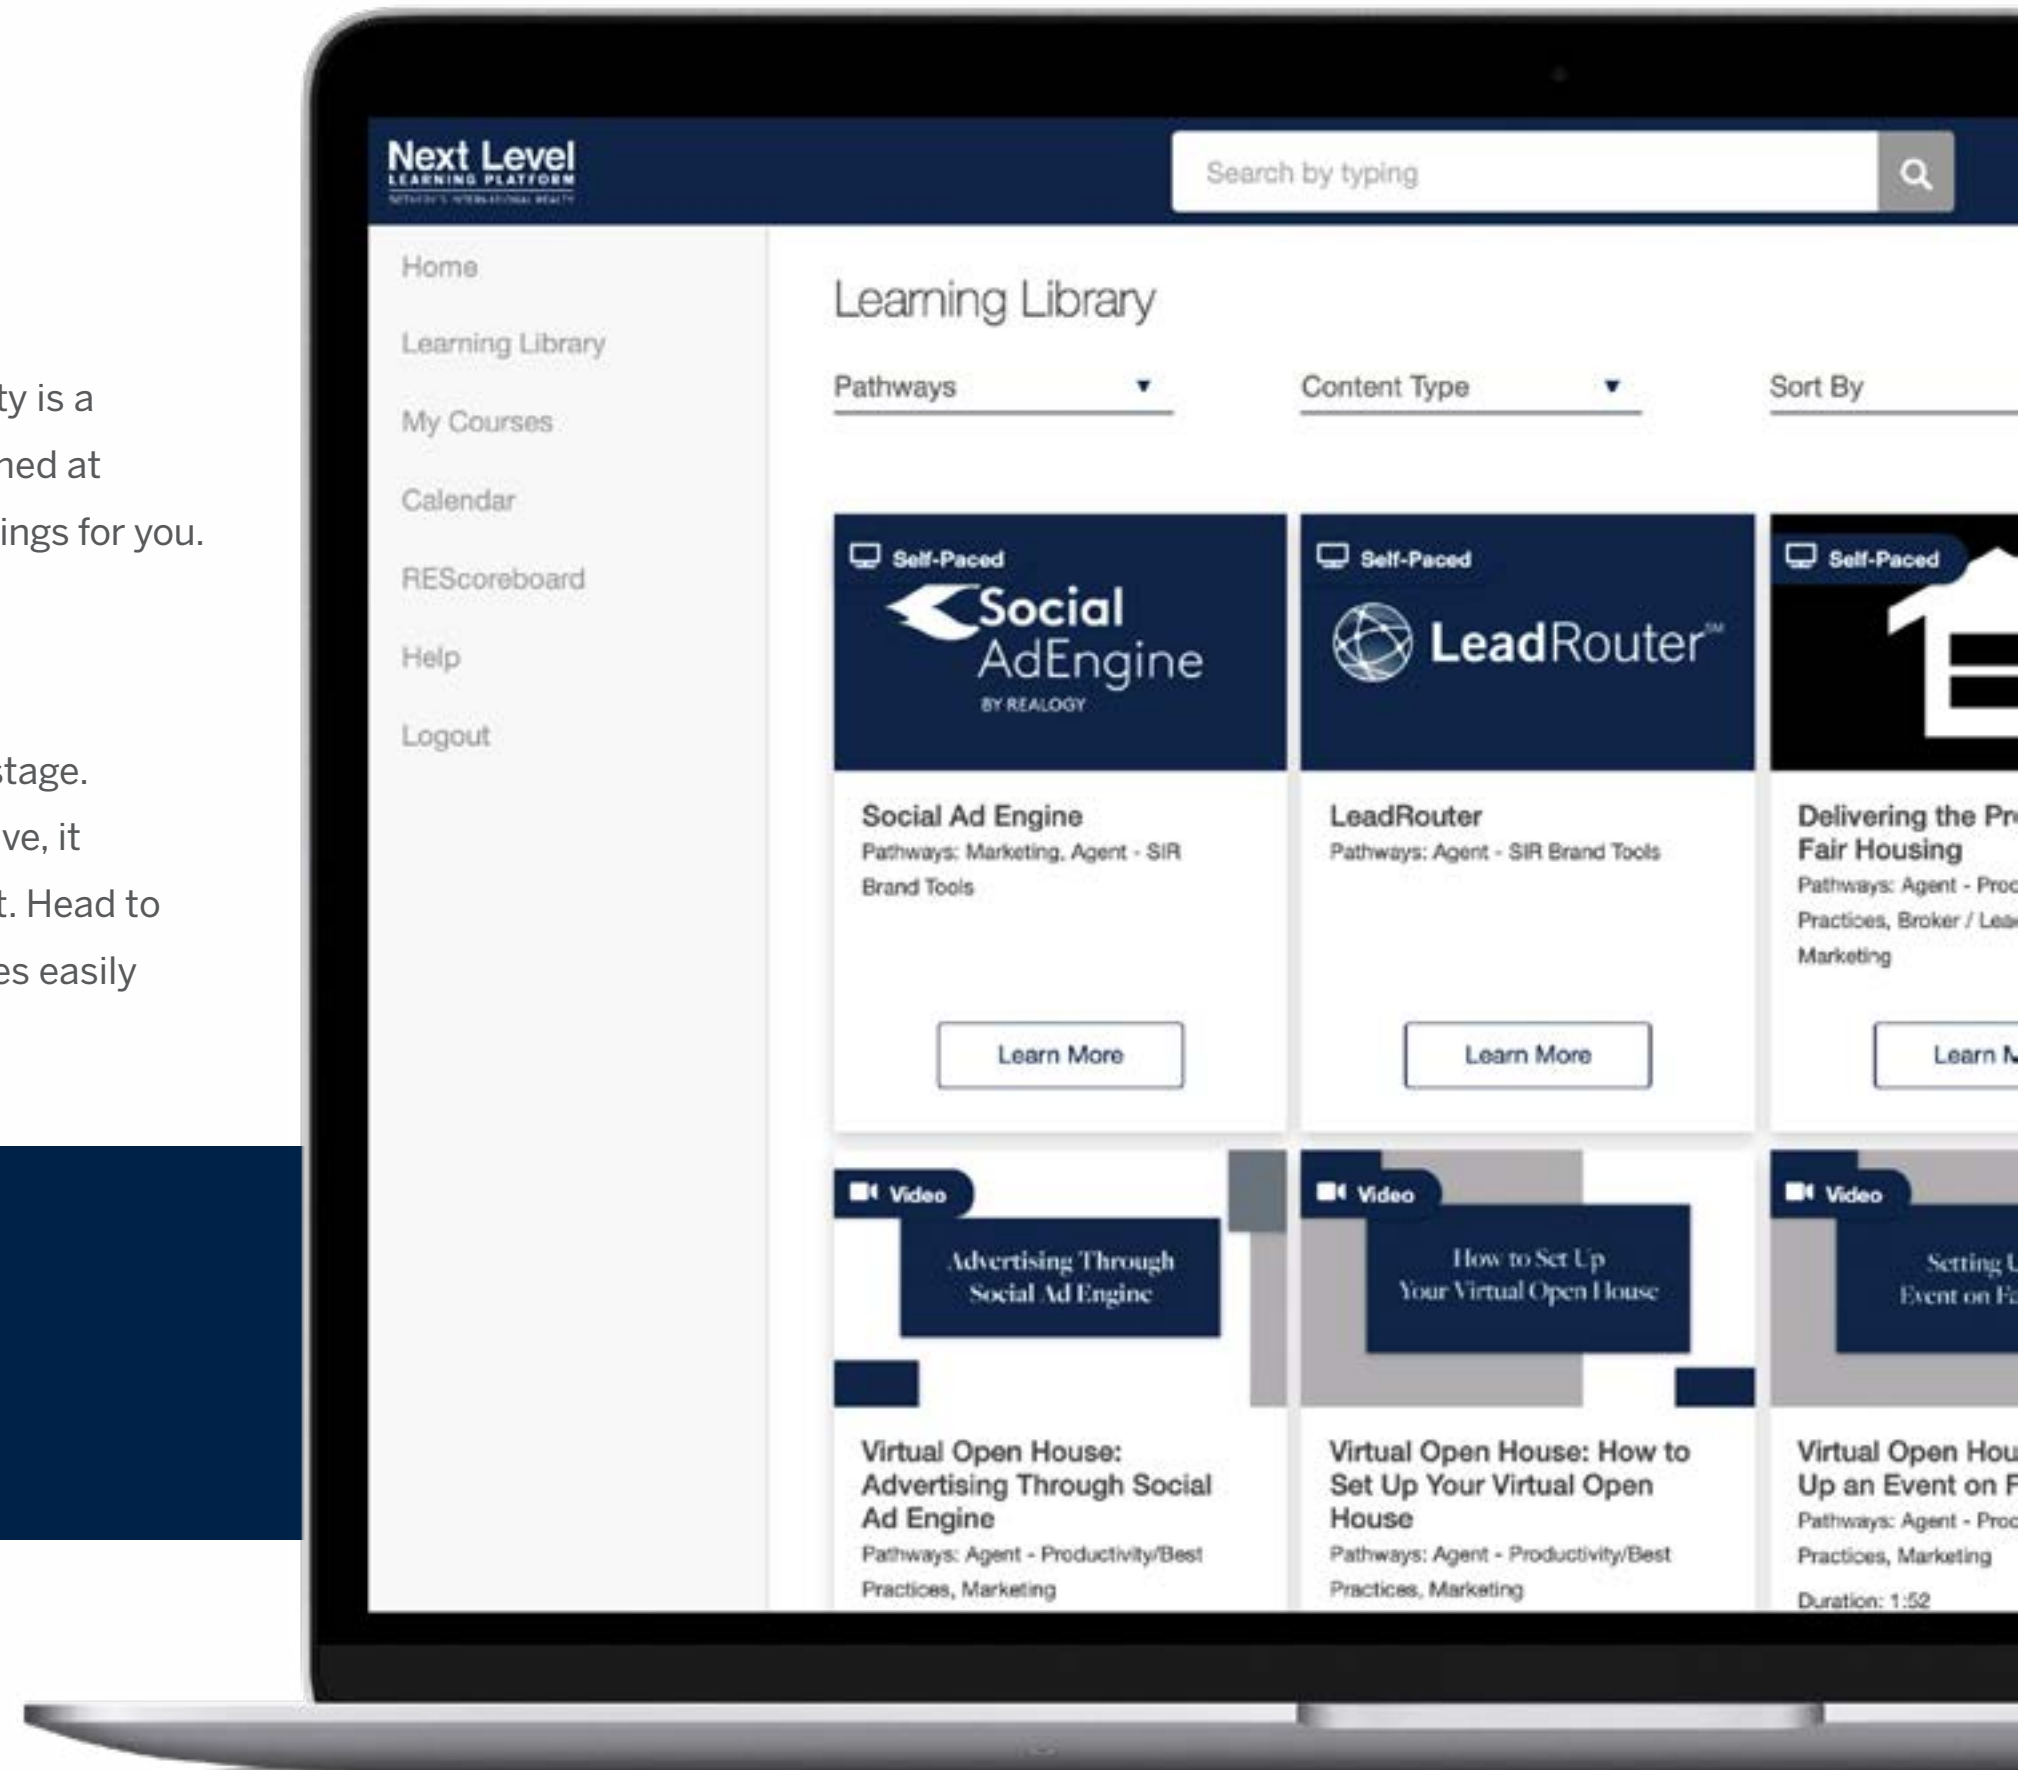 ty is a
ned at
ings for you.
stage.
ve, it
t. Head to
es easily
Next Level
LEARNING PLATFORM
SOTHEBY'S INTERNATIONAL REALTY
Search by typing
Home
Learning Library
My Courses
Calendar
REScoreboard
Help
Logout
Learning Library
Pathways
Content Type
Sort By
Self-Paced
Social
AdEngine
BY REALOGY
Social Ad Engine
Pathways: Marketing, Agent - SIR
Brand Tools
Learn More
Self-Paced
LeadRouter℠
LeadRouter
Pathways: Agent - SIR Brand Tools
Learn More
Self-Paced
Delivering the Pr
Fair Housing
Pathways: Agent - Proc
Practices, Broker / Lea
Marketing
Learn M
Video
Advertising Through
Social Ad Engine
Virtual Open House:
Advertising Through Social
Ad Engine
Pathways: Agent - Productivity/Best
Practices, Marketing
Video
How to Set Up
Your Virtual Open House
Virtual Open House: How to
Set Up Your Virtual Open
House
Pathways: Agent - Productivity/Best
Practices, Marketing
Video
Setting U
Event on Fa
Virtual Open Hou
Up an Event on F
Pathways: Agent - Proc
Practices, Marketing
Duration: 1:52